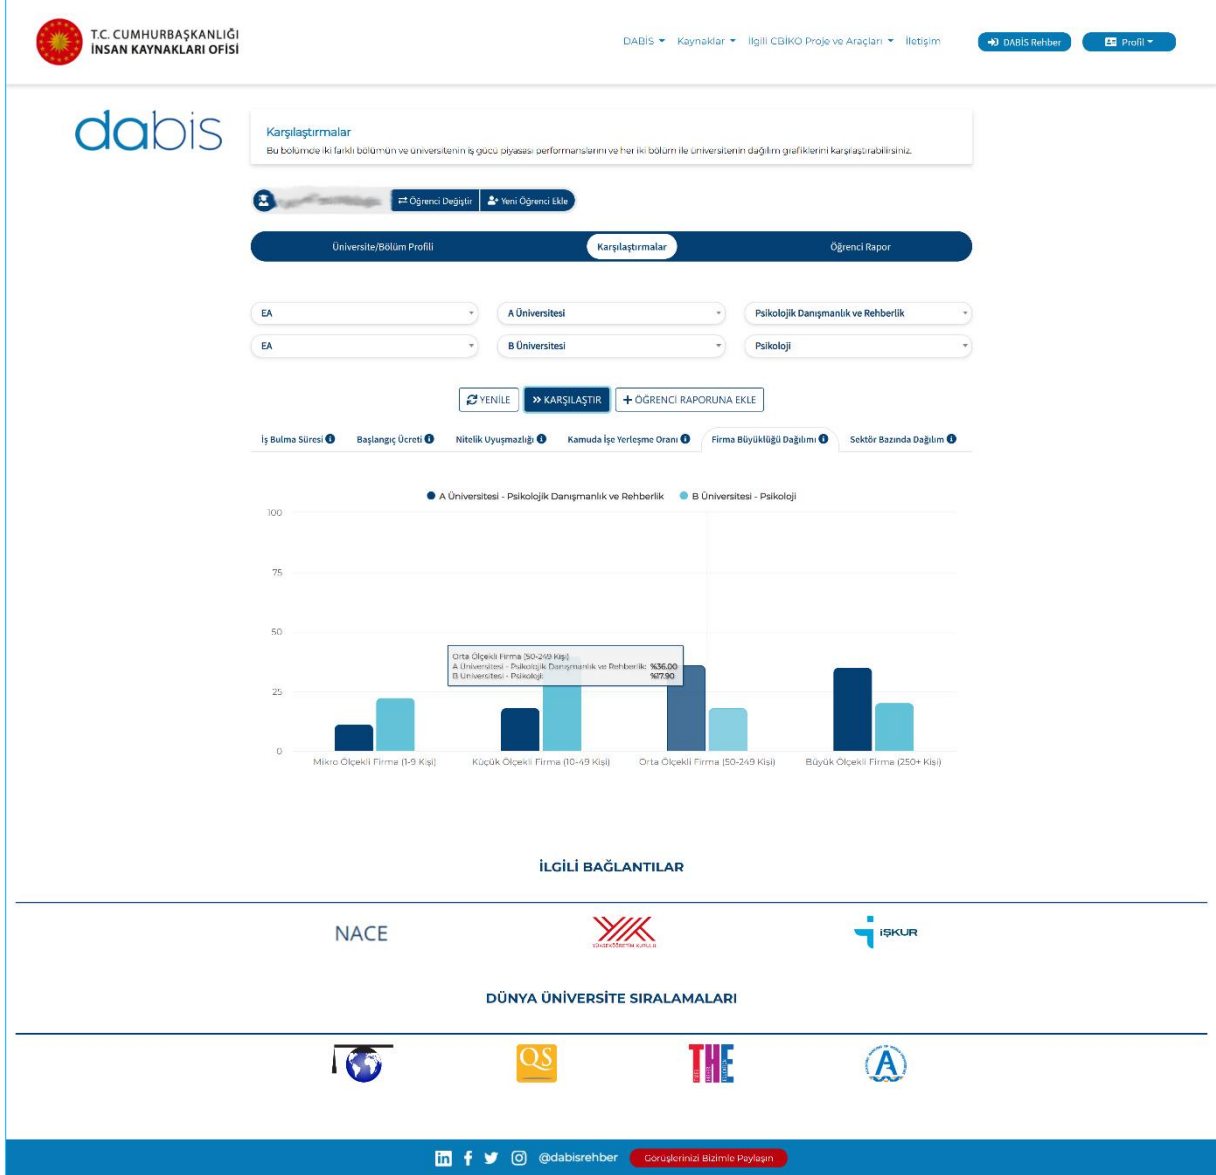 T.C. CUMHURBAŞKANLIĞI
İNSAN KAYNAKLARI OFİSİ
DABİS Kaynaklar İlgili CBİKO Proje ve Araçları İletişim DABİS Rehber Profil
dabis
Karşılaştırmalar
Bu bölümde iki farklı bölümün ve üniversitenin iş gücü piyasası performanslarını ve her iki bölüm ile üniversitenin dağılım grafiklerini karşılaştırabilirsiniz.
Öğrenci Değiştir Yeni Öğrenci Ekle
Üniversite/Bölüm Profili Karşılaştırmalar Öğrenci Rapor
EA A Üniversitesi Psikolojik Danışmanlık ve Rehberlik
EA B Üniversitesi Psikoloji
YENİLE KARŞILAŞTIR ÖĞRENCİ RAPORUNA EKLE
İş Bulma Süresi Başlangıç Ücreti Nitelik Uyuşmazlığı Kamuda İşe Yerleşme Oranı Firma Büyüklüğü Dağılımı Sektör Bazında Dağılım
A Üniversitesi - Psikolojik Danışmanlık ve Rehberlik B Üniversitesi - Psikoloji
100
75
50
Orta Ölçekli Firma (50-249 Kişi)
A Üniversitesi - Psikolojik Danışmanlık ve Rehberlik: %36.00
B Üniversitesi - Psikoloji: %17.90
25
0
Mikro Ölçekli Firma (1-9 Kişi) Küçük Ölçekli Firma (10-49 Kişi) Orta Ölçekli Firma (50-249 Kişi) Büyük Ölçekli Firma (250+ Kişi)
İLGİLİ BAĞLANTILAR
NACE
YÜKSEKÖĞRETİM KURULU
İŞKUR
DÜNYA ÜNİVERSİTE SIRALAMALARI
QS THE A
@dabisrehber Görüşlerinizi Bizimle Paylaşın